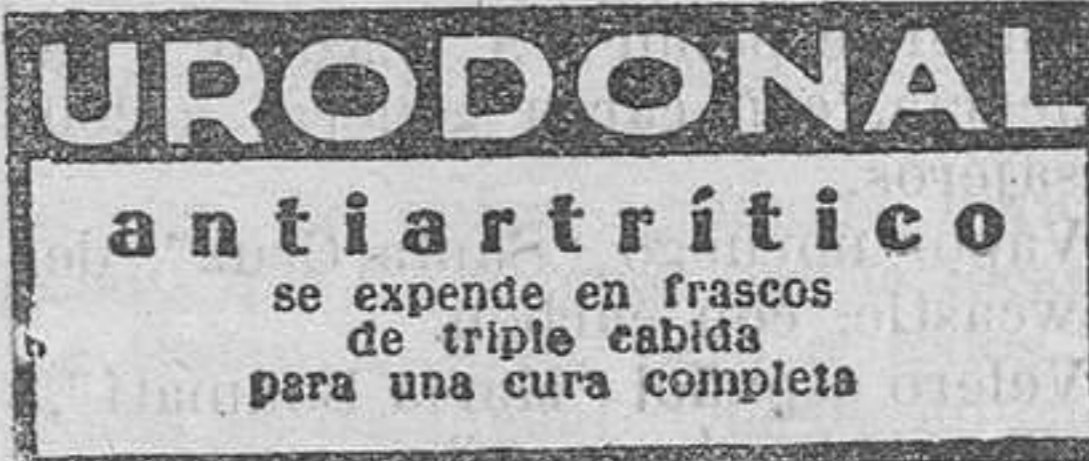 URODONAL
antiartrítico
se expende en frascos
de triple cabida
para una cura completa